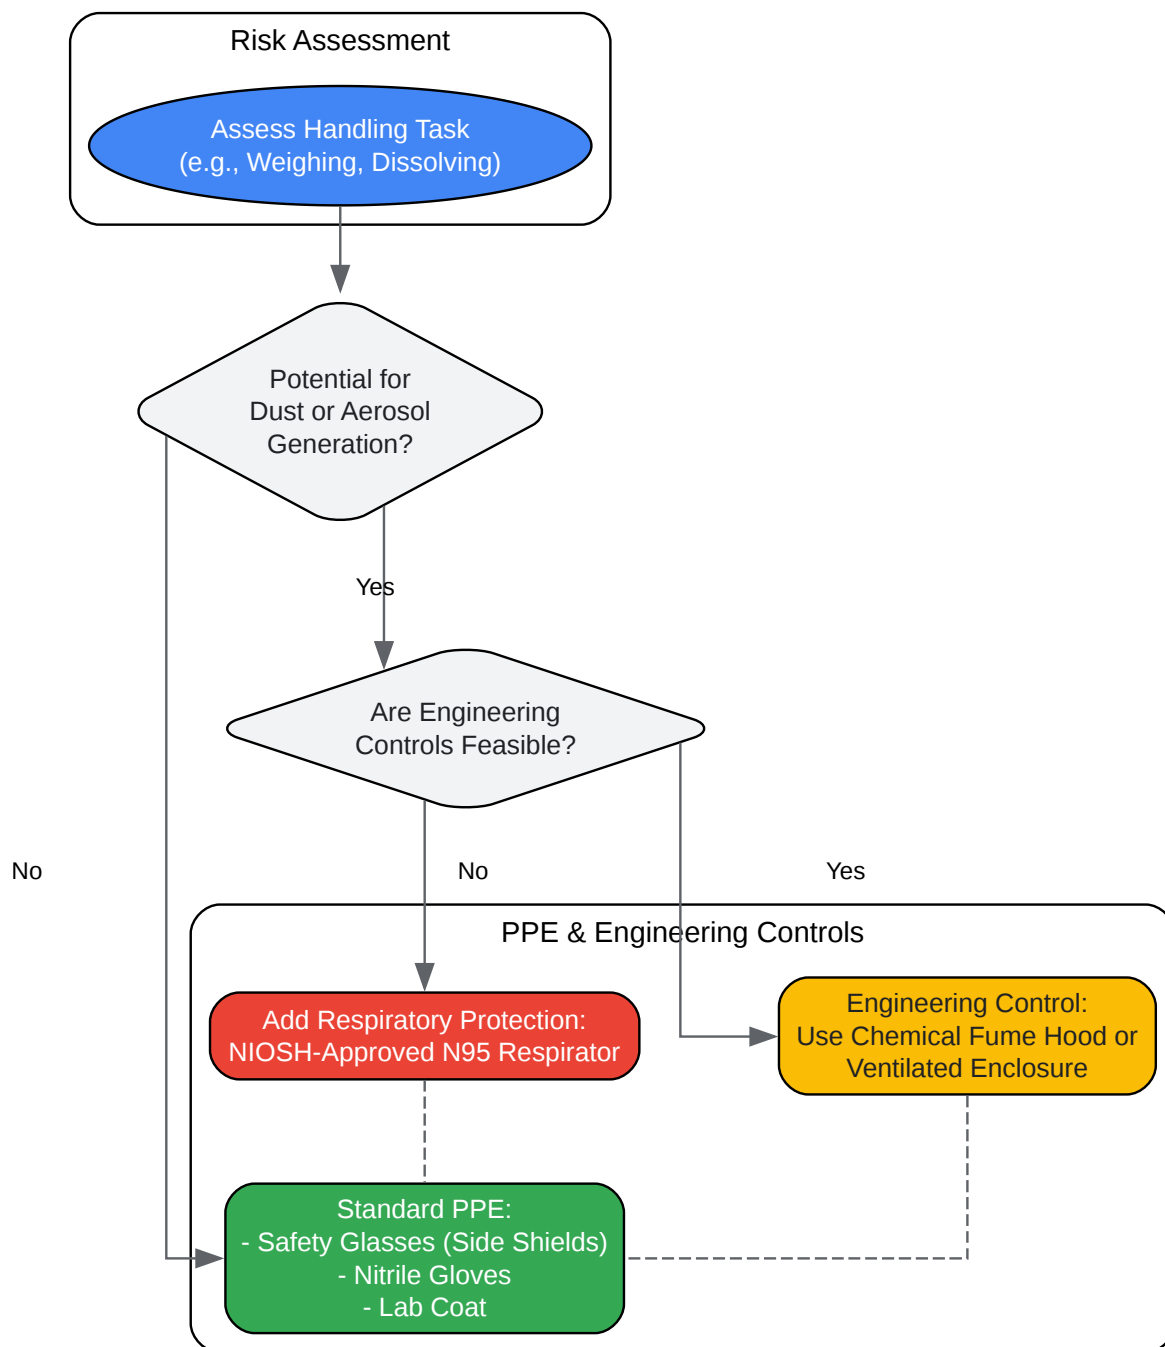 Risk Assessment
Assess Handling Task
(e.g., Weighing, Dissolving)
Potential for
Dust or Aerosol
Generation?
Yes
Are Engineering
Controls Feasible?
No
No
Yes
PPE & Engineering Controls
Add Respiratory Protection:
NIOSH-Approved N95 Respirator
Engineering Control:
Use Chemical Fume Hood or
Ventilated Enclosure
Standard PPE:
- Safety Glasses (Side Shields)
- Nitrile Gloves
- Lab Coat